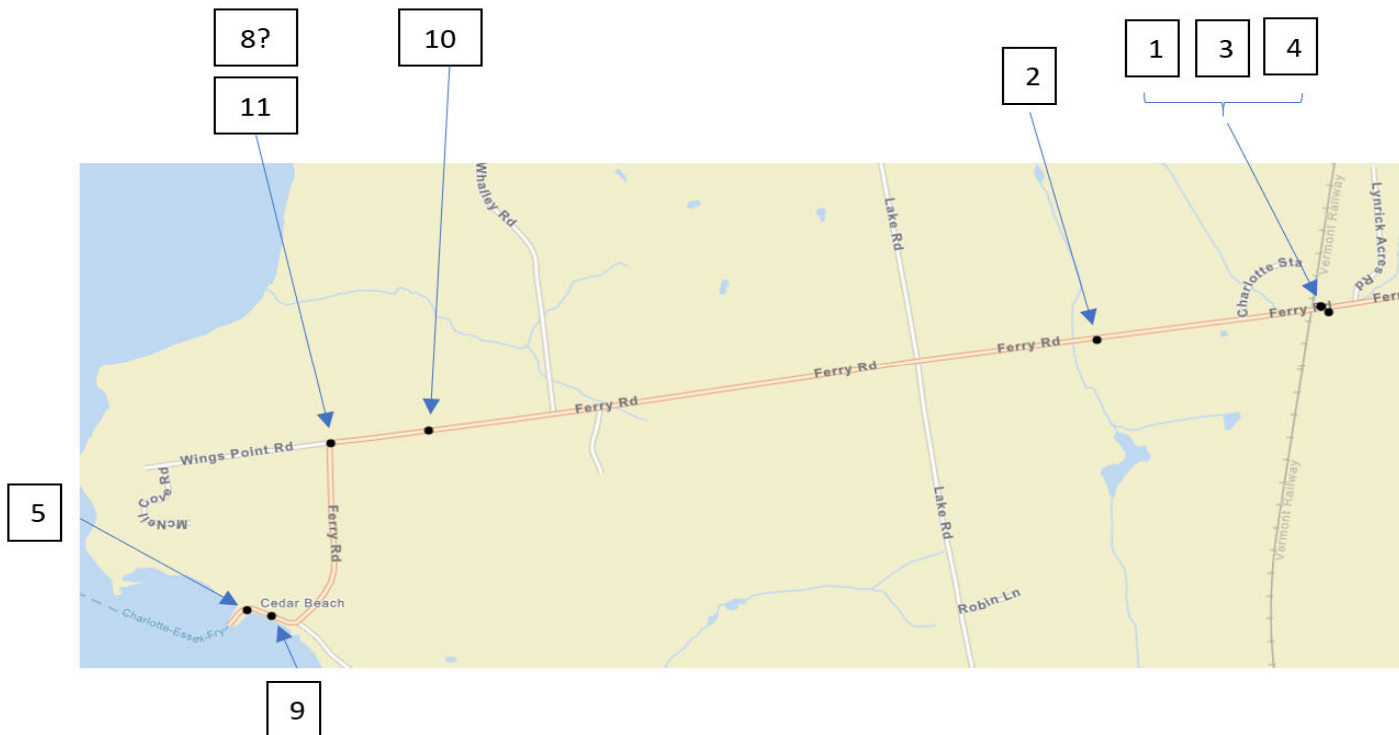 8?
10
1
3
4
2
11
Whalley Rd
Lake Rd
Vermont Railway
Lynrick Acres Rd
Charlotte Sta
Ferry Rd
Ferr
Ferry Rd
Ferry Rd
Ferry Rd
Wings Point Rd
McNeil Cove Rd
5
Ferry Rd
Lake Rd
Vermont Railway
Cedar Beach
Charlotte-Essex-Fry
Robin Ln
9